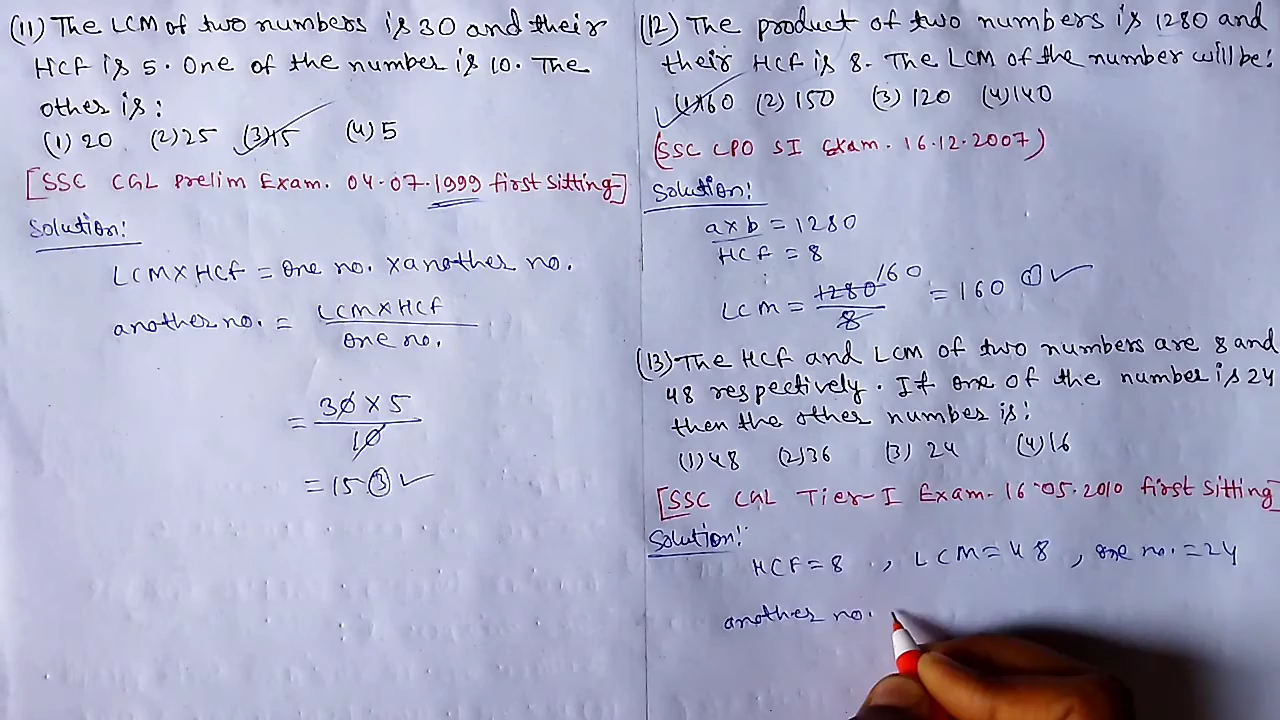 (11) The LCM of two numbers is 30 and their
HCF is 5. One of the number is 10. The
other is:
(1) 20 (2) 25 (3) 15 (4) 5
[SSC CGL Prelim Exam. 04.07.1999 first Sitting]
Solution:
LCM×HCF = One no. × another no.
another no. = LCM×HCF
one no.
= 30 × 5
10
= 15 (3) ✓
(12) The product of two numbers is 1280 and
their HCF is 8. The LCM of the number will be:
(1) 160 (2) 150 (3) 120 (4) 140
(SSC CPO SI Exam. 16.12.2007)
Solution:
a×b = 1280
HCF = 8
LCM = 1280 160 = 160 (1) ✓
8
(13) The HCF and LCM of two numbers are 8 and
48 respectively. If one of the number is 24
then the other number is:
(1) 48 (2) 36 (3) 24 (4) 16
[SSC CGL Tier-I Exam. 16.05.2010 first Sitting]
Solution:
HCF = 8 , LCM = 48 , one no. = 24
another no.